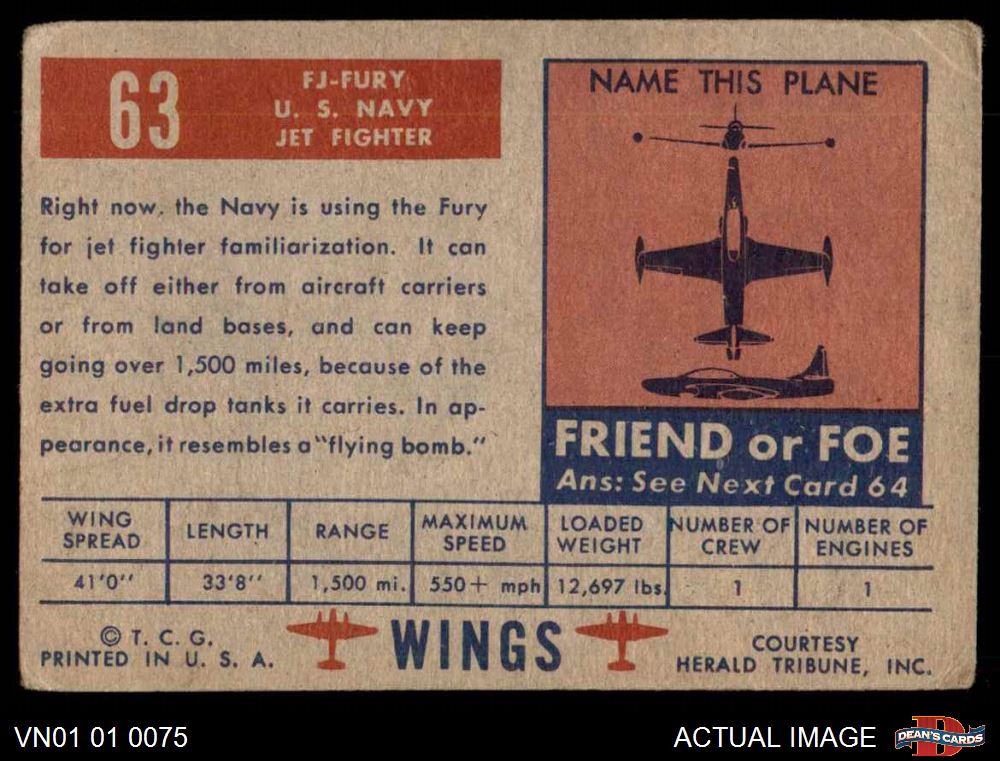 63
FJ-FURY
U. S. NAVY
JET FIGHTER
Right now, the Navy is using the Fury
for jet fighter familiarization. It can
take off either from aircraft carriers
or from land bases, and can keep
going over 1,500 miles, because of the
extra fuel drop tanks it carries. In ap-
pearance, it resembles a "flying bomb."
NAME THIS PLANE
FRIEND or FOE
Ans: See Next Card 64
WING SPREAD LENGTH RANGE MAXIMUM SPEED LOADED WEIGHT NUMBER OF CREW NUMBER OF ENGINES
41'0'' 33'8'' 1,500 mi. 550+ mph 12,697 lbs. 1 1
© T. C. G.
PRINTED IN U. S. A.
WINGS
COURTESY
HERALD TRIBUNE, INC.
VN01 01 0075
ACTUAL IMAGE
D
DEAN'S CARDS